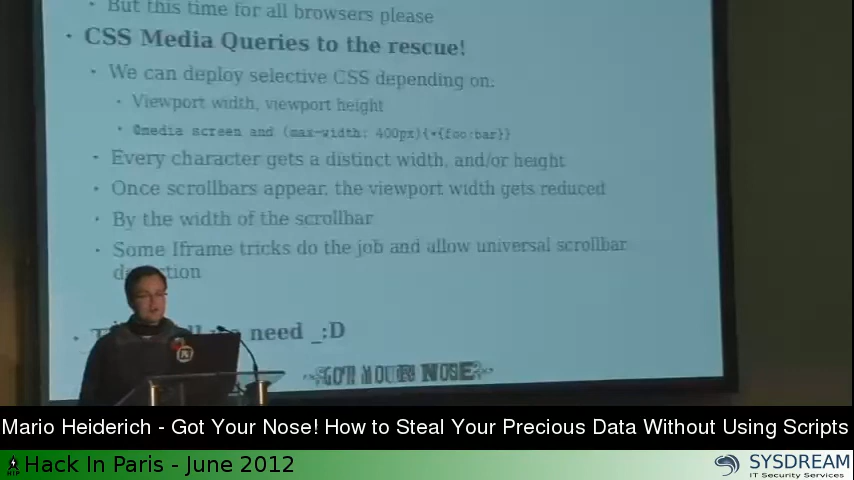 • But this time for all browsers please
• CSS Media Queries to the rescue!
• We can deploy selective CSS depending on:
• Viewport width, viewport height
• @media screen and (max-width: 400px){*{foo:bar}}
• Every character gets a distinct width, and/or height
• Once scrollbars appear, the viewport width gets reduced
• By the width of the scrollbar
• Some Iframe tricks do the job and allow universal scrollbar
need _:D
GOT YOUR NOSE
Mario Heiderich - Got Your Nose! How to Steal Your Precious Data Without Using Scripts
Hack In Paris - June 2012
SYSDREAM
IT Security Services